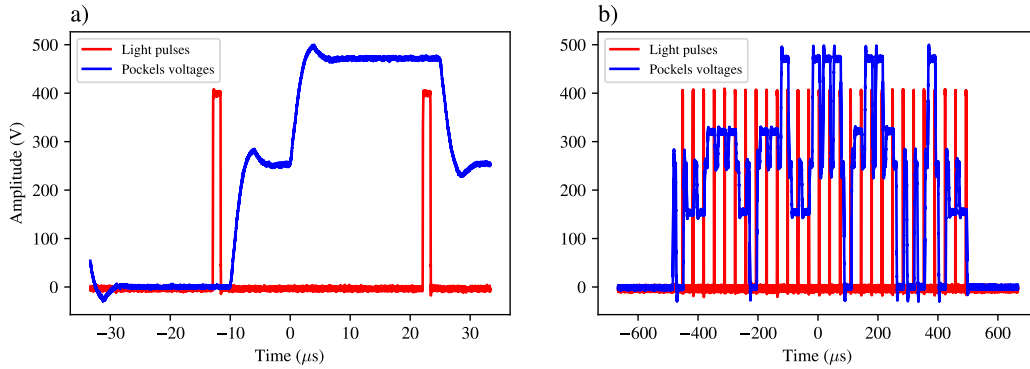 a)
Amplitude (V)
500
400
300
200
100
0
Light pulses
Pockels voltages
−30 −20 −10 0 10 20 30
Time (μs)
b)
500
400
300
200
100
0
Light pulses
Pockels voltages
−600 −400 −200 0 200 400 600
Time (μs)